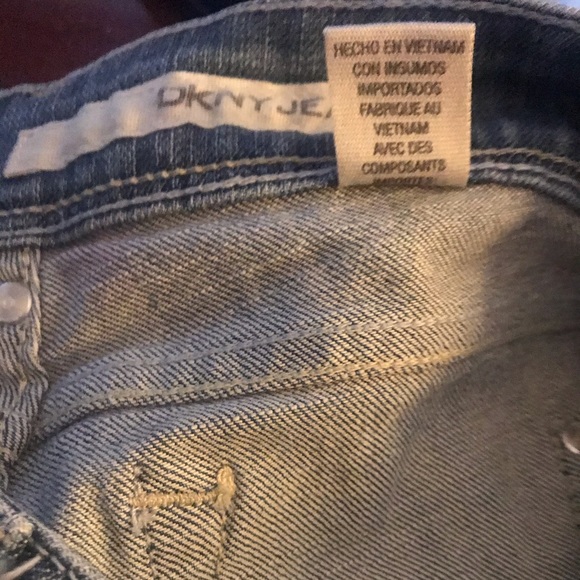 DKNY JEA
HECHO EN VIETNAM
CON INSUMOS
IMPORTADOS
FABRIQUE AU
VIETNAM
AVEC DES
COMPOSANTS